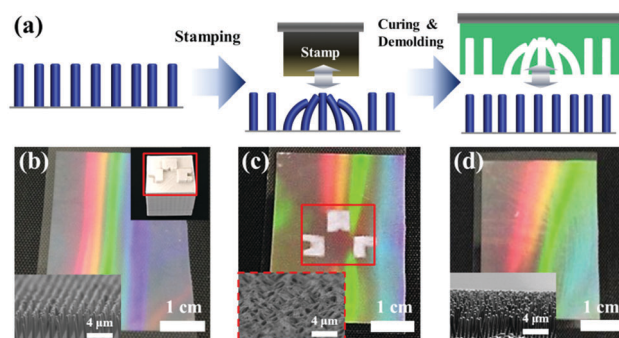 (a)
Stamping
Stamp
Curing &
Demolding
(b)
4 μm
1 cm
(c)
4 μm
1 cm
(d)
4 μm
1 cm